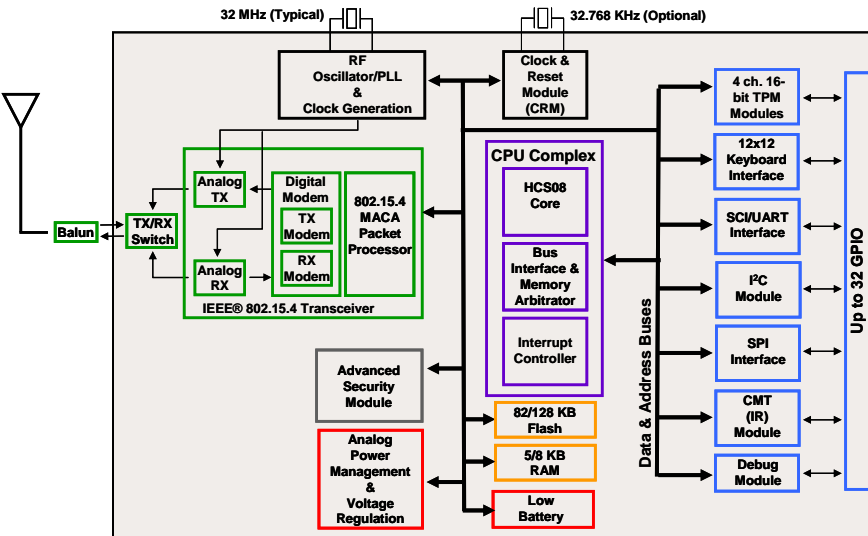 32 MHz (Typical)
32.768 KHz (Optional)
RF
Oscillator/PLL
&
Clock Generation
Clock &
Reset
Module
(CRM)
4 ch. 16-
bit TPM
Modules
12x12
Keyboard
Interface
SCI/UART
Interface
I²C
Module
SPI
Interface
CMT
(IR)
Module
Debug
Module
Up to 32 GPIO
Data & Address Buses
CPU Complex
HCS08
Core
Bus
Interface &
Memory
Arbitrator
Interrupt
Controller
Balun
TX/RX
Switch
Analog
TX
Analog
RX
Digital
Modem
TX
Modem
RX
Modem
802.15.4
MACA
Packet
Processor
IEEE® 802.15.4 Transceiver
Advanced
Security
Module
Analog
Power
Management
&
Voltage
Regulation
82/128 KB
Flash
5/8 KB
RAM
Low
Battery